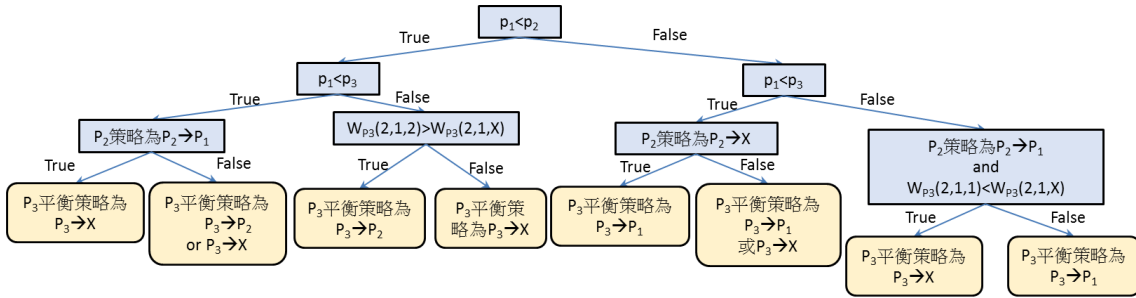 p₁<p₂
True
False
p₁<p₃
p₁<p₃
True
False
True
False
P₂策略為P₂→P₁
W_P3(2,1,2)>W_P3(2,1,X)
P₂策略為P₂→X
P₂策略為P₂→P₁
and
W_P3(2,1,1)<W_P3(2,1,X)
True
False
True
False
True
False
True
False
P₃平衡策略為
P₃→X
P₃平衡策略為
P₃→P₂
or P₃→X
P₃平衡策略為
P₃→P₂
P₃平衡策
略為P₃→X
P₃平衡策略為
P₃→P₁
P₃平衡策略為
P₃→P₁
或P₃→X
P₃平衡策略為
P₃→X
P₃平衡策略為
P₃→P₁